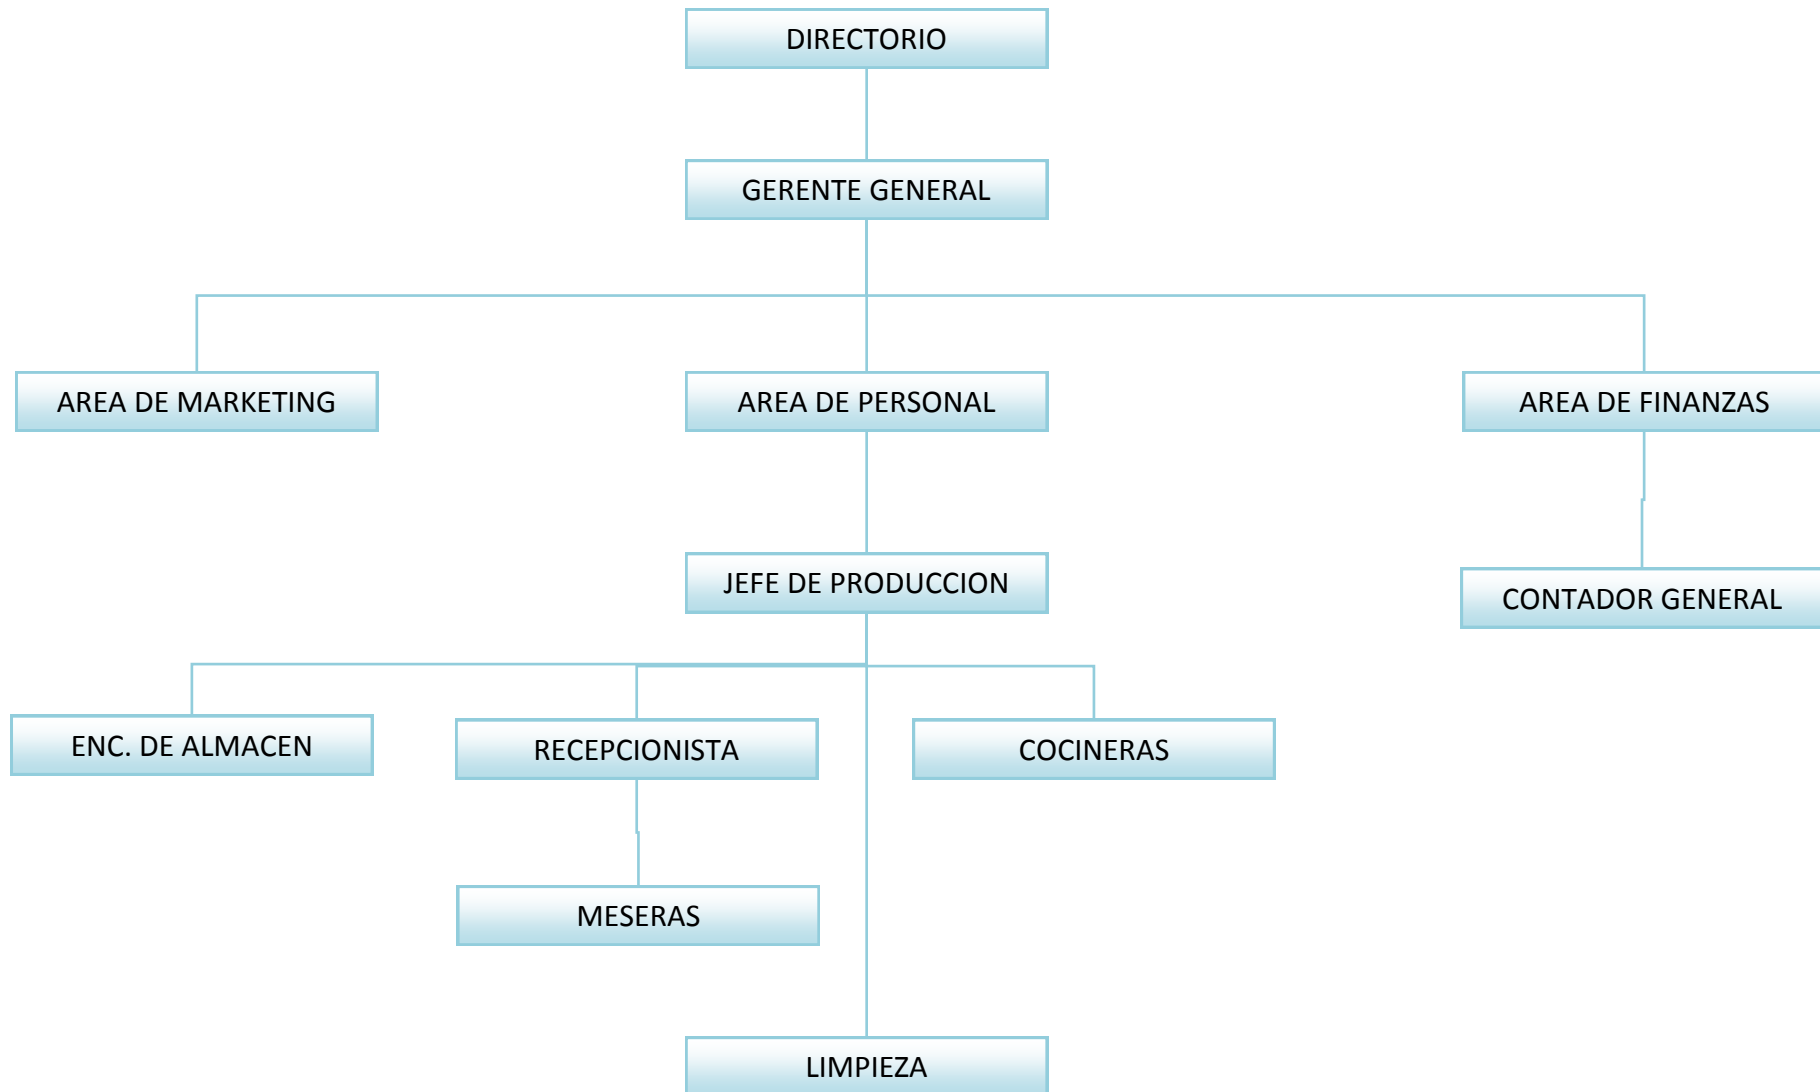 DIRECTORIO
GERENTE GENERAL
AREA DE MARKETING
AREA DE PERSONAL
AREA DE FINANZAS
JEFE DE PRODUCCION
CONTADOR GENERAL
ENC. DE ALMACEN
RECEPCIONISTA
COCINERAS
MESERAS
LIMPIEZA